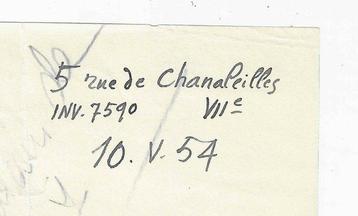 5 rue de Chanaleilles
INV. 7590 VIIe
10. V. 54